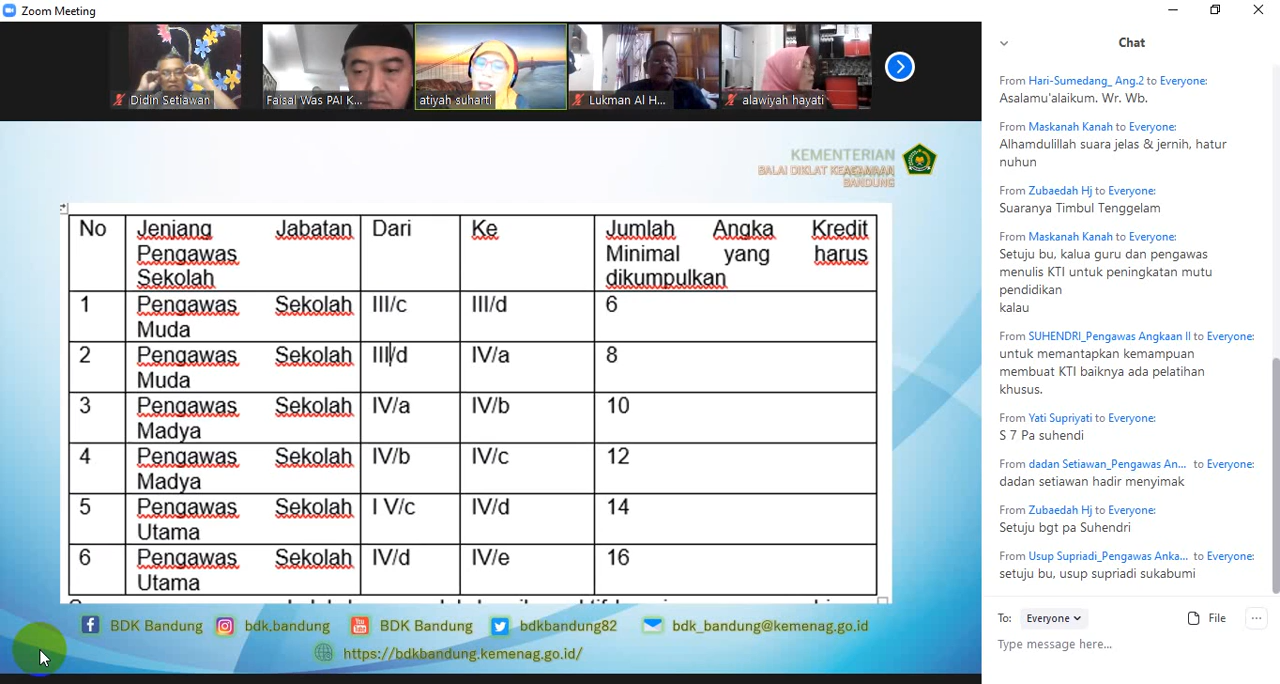 Zoom Meeting
Didin Setiawan
Faisal Was PAI K...
atiyah suharti
Lukman Al H...
alawiyah hayati
KEMENTERIAN
BALAI DIKLAT KEAGAMAAN
BANDUNG
No Jenjang Jabatan Pengawas Sekolah Dari Ke Jumlah Angka Kredit Minimal yang harus dikumpulkan
1 Pengawas Sekolah Muda III/c III/d 6
2 Pengawas Sekolah Muda III/d IV/a 8
3 Pengawas Sekolah Madya IV/a IV/b 10
4 Pengawas Sekolah Madya IV/b IV/c 12
5 Pengawas Sekolah Utama I V/c IV/d 14
6 Pengawas Sekolah Utama IV/d IV/e 16
BDK Bandung
bdk.bandung
BDK Bandung
bdkbandung82
bdk_bandung@kemenag.go.id
https://bdkbandung.kemenag.go.id/
Chat
From Hari-Sumedang_ Ang.2 to Everyone:
Asalamu'alaikum. Wr. Wb.
From Maskanah Kanah to Everyone:
Alhamdulillah suara jelas & jernih, hatur
nuhun
From Zubaedah Hj to Everyone:
Suaranya Timbul Tenggelam
From Maskanah Kanah to Everyone:
Setuju bu, kalua guru dan pengawas
menulis KTI untuk peningkatan mutu
pendidikan
kalau
From SUHENDRI_Pengawas Angkaan II to Everyone:
untuk memantapkan kemampuan
membuat KTI baiknya ada pelatihan
khusus.
From Yati Supriyati to Everyone:
S 7 Pa suhendi
From dadan Setiawan_Pengawas An... to Everyone:
dadan setiawan hadir menyimak
From Zubaedah Hj to Everyone:
Setuju bgt pa Suhendri
From Usup Supriadi_Pengawas Anka... to Everyone:
setuju bu, usup supriadi sukabumi
To: Everyone File ...
Type message here...